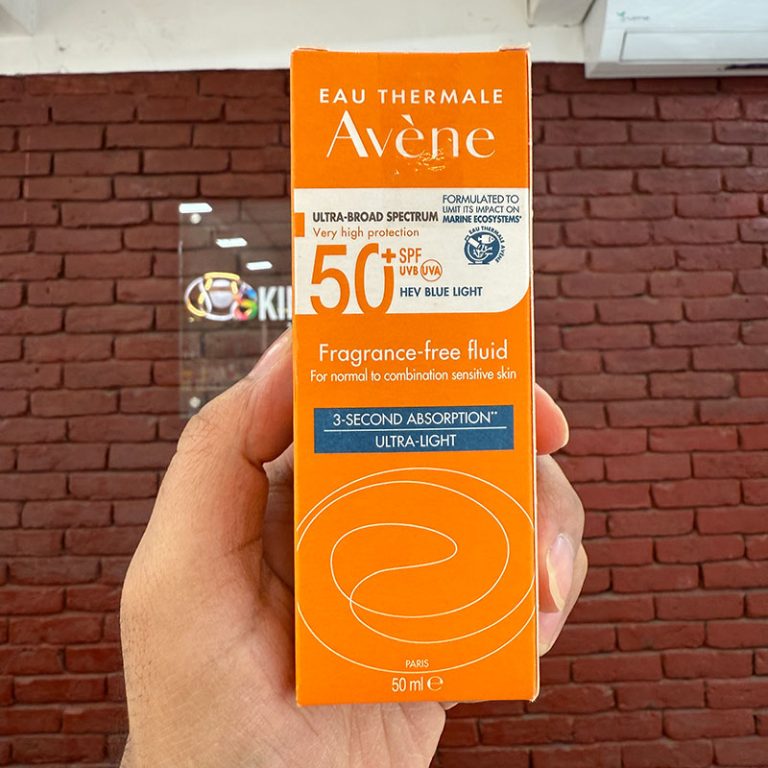 EAU THERMALE
Avène
ULTRA-BROAD SPECTRUM
Very high protection
50+ SPF
UVB UVA
HEV BLUE LIGHT
FORMULATED TO
LIMIT ITS IMPACT ON
MARINE ECOSYSTEMS*
Fragrance-free fluid
For normal to combination sensitive skin
3-SECOND ABSORPTION**
ULTRA-LIGHT
PARIS
50 ml e